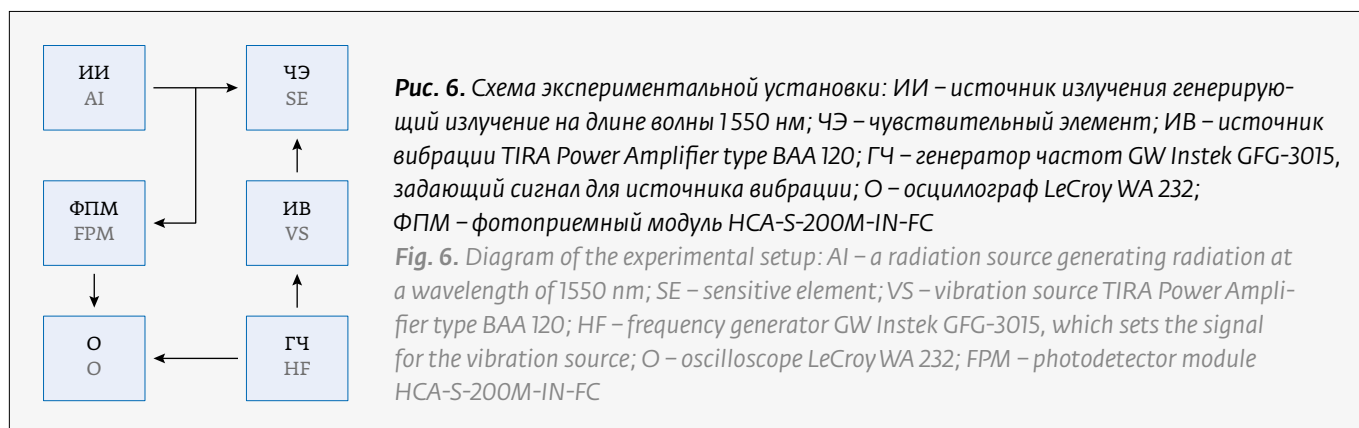 ИИ
AI
ЧЭ
SE
ФПМ
FPM
ИВ
VS
О
O
ГЧ
HF
Рис. 6. Схема экспериментальной установки: ИИ – источник излучения генерирую-
щий излучение на длине волны 1550 нм; ЧЭ – чувствительный элемент; ИВ – источник
вибрации TIRA Power Amplifier type BAA 120; ГЧ – генератор частот GW Instek GFG-3015,
задающий сигнал для источника вибрации; О – осциллограф LeCroy WA 232;
ФПМ – фотоприемный модуль HCA-S-200M-IN-FC
Fig. 6. Diagram of the experimental setup: AI – a radiation source generating radiation at
a wavelength of 1550 nm; SE – sensitive element; VS – vibration source TIRA Power Ampli-
fier type BAA 120; HF – frequency generator GW Instek GFG-3015, which sets the signal
for the vibration source; O – oscilloscope LeCroy WA 232; FPM – photodetector module
HCA-S-200M-IN-FC